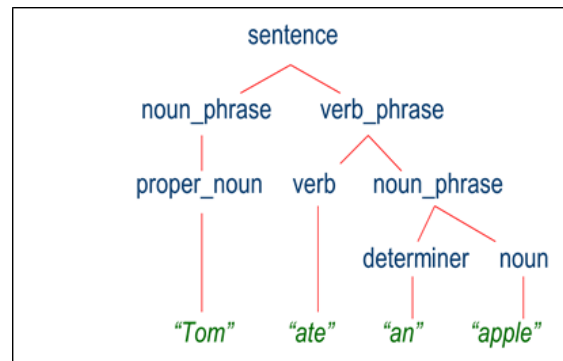 sentence
noun_phrase verb_phrase
proper_noun verb noun_phrase
determiner noun
“Tom” “ate” “an” “apple”